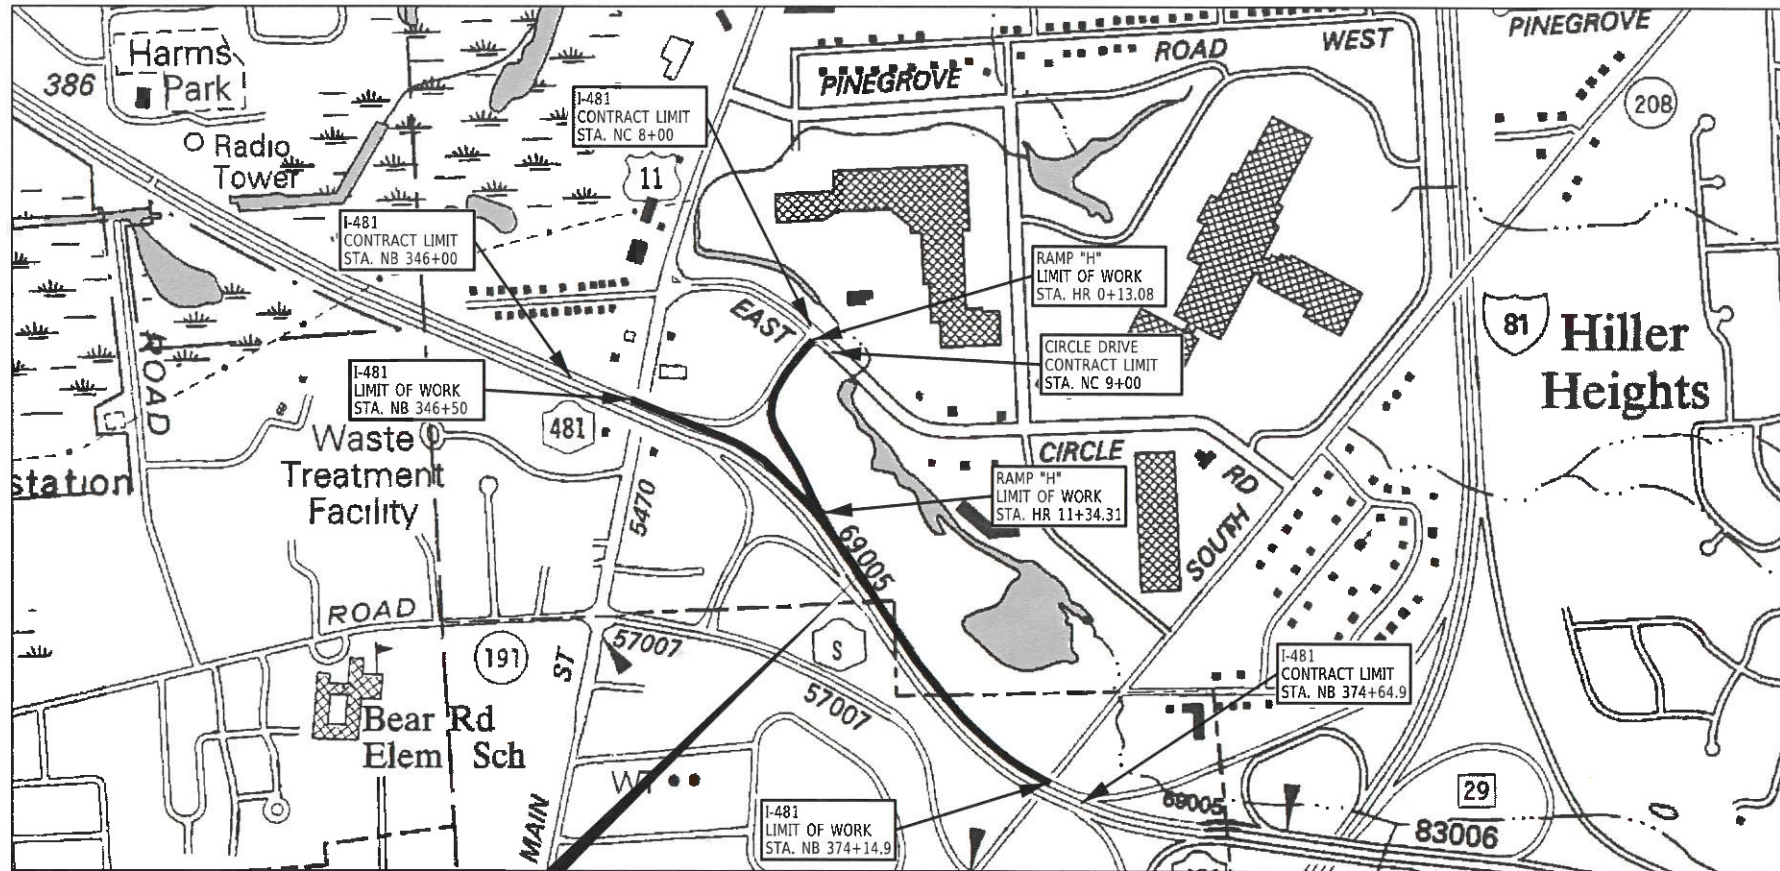 PINEGROVE
ROAD
WEST
PINEGROVE
Harms
Park
386
Radio
Tower
208
I-481
CONTRACT LIMIT
STA. NC 8+00
11
I-481
CONTRACT LIMIT
STA. NB 346+00
RAMP "H"
LIMIT OF WORK
STA. HR 0+13.08
EAST
81
Hiller
Heights
CIRCLE DRIVE
CONTRACT LIMIT
STA. NC 9+00
ROAD
I-481
LIMIT OF WORK
STA. NB 346+50
481
Waste
Treatment
Facility
station
CIRCLE
RD
RAMP "H"
LIMIT OF WORK
STA. HR 11+34.31
5470
69005
SOUTH
ROAD
191
57007
S
ST
57007
I-481
CONTRACT LIMIT
STA. NB 374+64.9
Bear Rd
Elem Sch
MAIN
I-481
LIMIT OF WORK
STA. NB 374+14.9
69005
29
83006